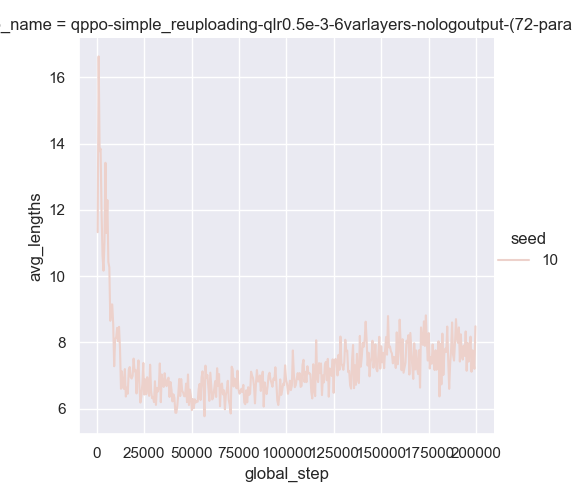 _name = qppo-simple_reuploading-qlr0.5e-3-6varlayers-nologoutput-(72-para
16
14
12
10
8
6
avg_lengths
seed
10
0 25000 50000 75000 100000 125000 150000 175000 200000
global_step